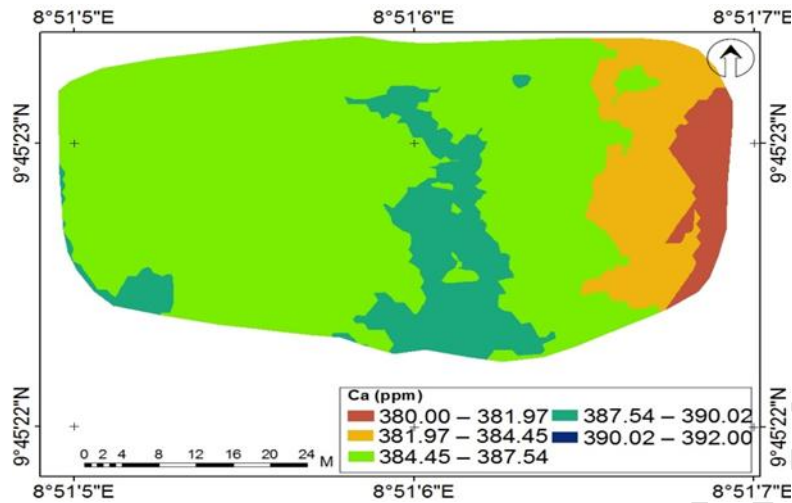 8°51'5"E 8°51'6"E 8°51'7"E
9°45'23"N 9°45'23"N
9°45'22"N 9°45'22"N
Ca (ppm)
380.00 – 381.97 387.54 – 390.02
381.97 – 384.45 390.02 – 392.00
384.45 – 387.54
0 2 4 8 12 16 20 24 M
8°51'5"E 8°51'6"E 8°51'7"E